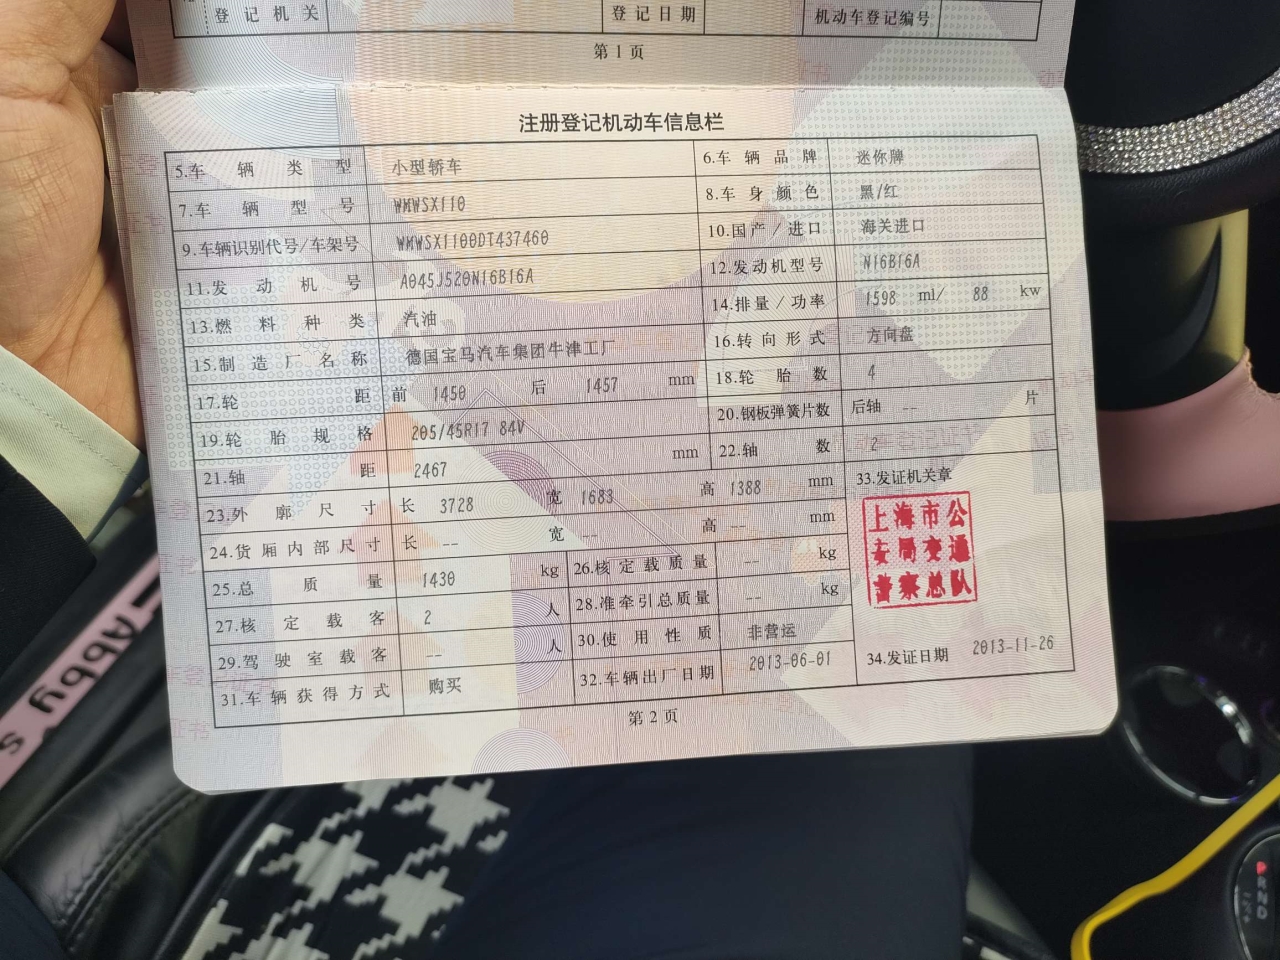 登记机关 登记日期 机动车登记编号
第1页
注册登记机动车信息栏
5.车辆类型 小型轿车 6.车辆品牌 迷你牌
7.车辆型号 WMWSX110 8.车身颜色 黑/红
9.车辆识别代号/车架号 WMWSX1100DT437460 10.国产/进口 海关进口
11.发动机号 A045J520N16B16A 12.发动机型号 N16B16A
13.燃料种类 汽油 14.排量/功率 1598 ml/ 88 kw
15.制造厂名称 德国宝马汽车集团牛津工厂 16.转向形式 方向盘
17.轮距 前 1450 后 1457 mm 18.轮胎数 4
19.轮胎规格 205/45R17 84V 20.钢板弹簧片数 后轴 -- 片
21.轴距 2467 mm 22.轴数 2
23.外廓尺寸 长 3728 宽 1683 高 1388 mm 33.发证机关章
24.货厢内部尺寸 长 -- 宽 -- 高 -- mm
上海市公
安局交通
警察总队
25.总质量 1430 kg 26.核定载质量 -- kg
27.核定载客 2 人 28.准牵引总质量 -- kg
29.驾驶室载客 -- 人 30.使用性质 非营运
31.车辆获得方式 购买 32.车辆出厂日期 2013-06-01 34.发证日期 2013-11-26
第2页
Abby's